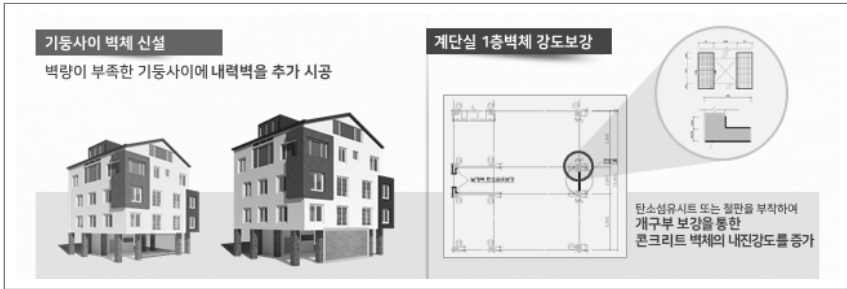 기둥사이 벽체 신설
벽량이 부족한 기둥사이에 내력벽을 추가 시공
계단실 1층벽체 강도보강
탄소섬유시트 또는 철판을 부착하여
개구부 보강을 통한
콘크리트 벽체의 내진강도를 증가